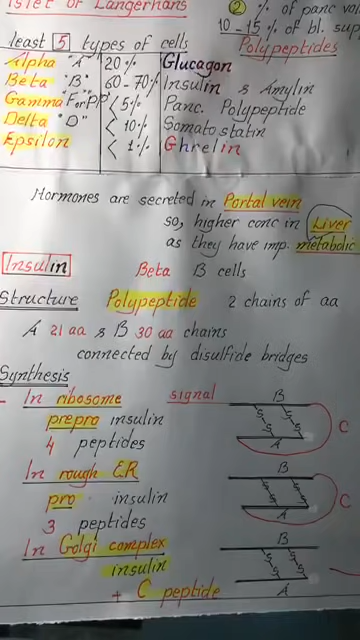 Islet of Langerhans
② % of panc
10 - 15 % of bl. sup
least 5 types of cells
Polypeptides
Alpha "A" 20 % Glucagon
Beta "B" 60 - 70 % Insulin & Amylin
Gamma "F or PP" < 5 % Panc. Polypeptide
Delta "D" < 10 % Somatostatin
Epsilon < 1 % Ghrelin
Hormones are secreted in Portal vein
so, higher conc in Liver
as they have imp. metabolic
Insulin Beta B cells
Structure Polypeptide 2 chains of aa
A 21 aa & B 30 aa chains
connected by disulfide bridges
Synthesis
- In ribosome signal B
prepro insulin C
4 peptides A
In rough ER B
pro insulin C
3 peptides A
In Golgi complex B
insulin
+ C peptide A